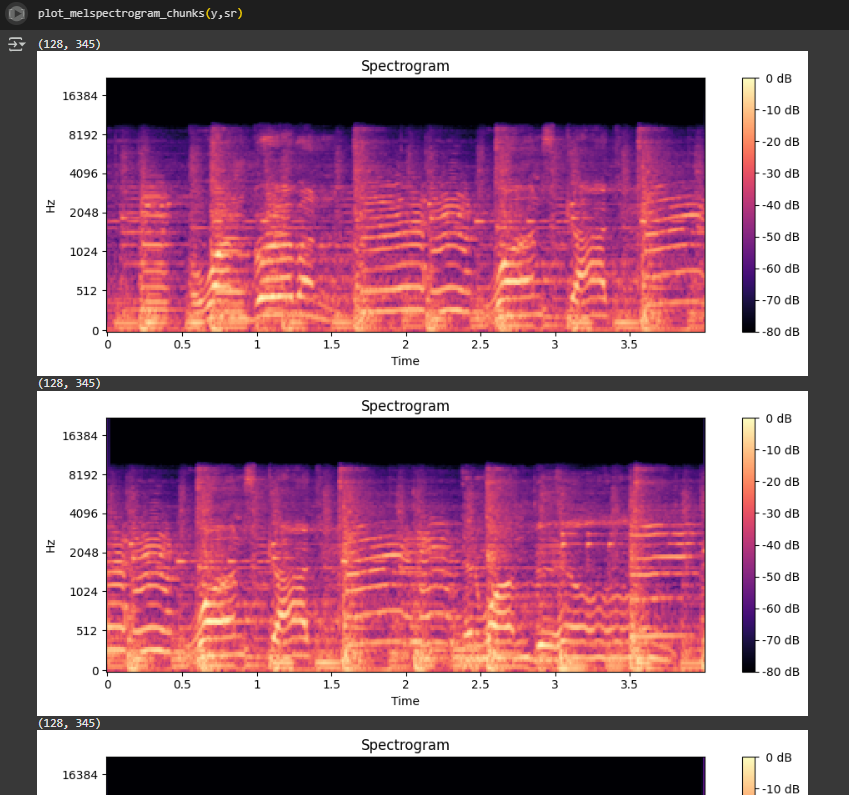 plot_melspectrogram_chunks(y,sr)
(128, 345)
Spectrogram
16384
8192
4096
2048
1024
512
0
Hz
0 0.5 1 1.5 2 2.5 3 3.5
Time
0 dB
-10 dB
-20 dB
-30 dB
-40 dB
-50 dB
-60 dB
-70 dB
-80 dB
(128, 345)
Spectrogram
16384
8192
4096
2048
1024
512
0
Hz
0 0.5 1 1.5 2 2.5 3 3.5
Time
0 dB
-10 dB
-20 dB
-30 dB
-40 dB
-50 dB
-60 dB
-70 dB
-80 dB
(128, 345)
Spectrogram
16384
0 dB
-10 dB